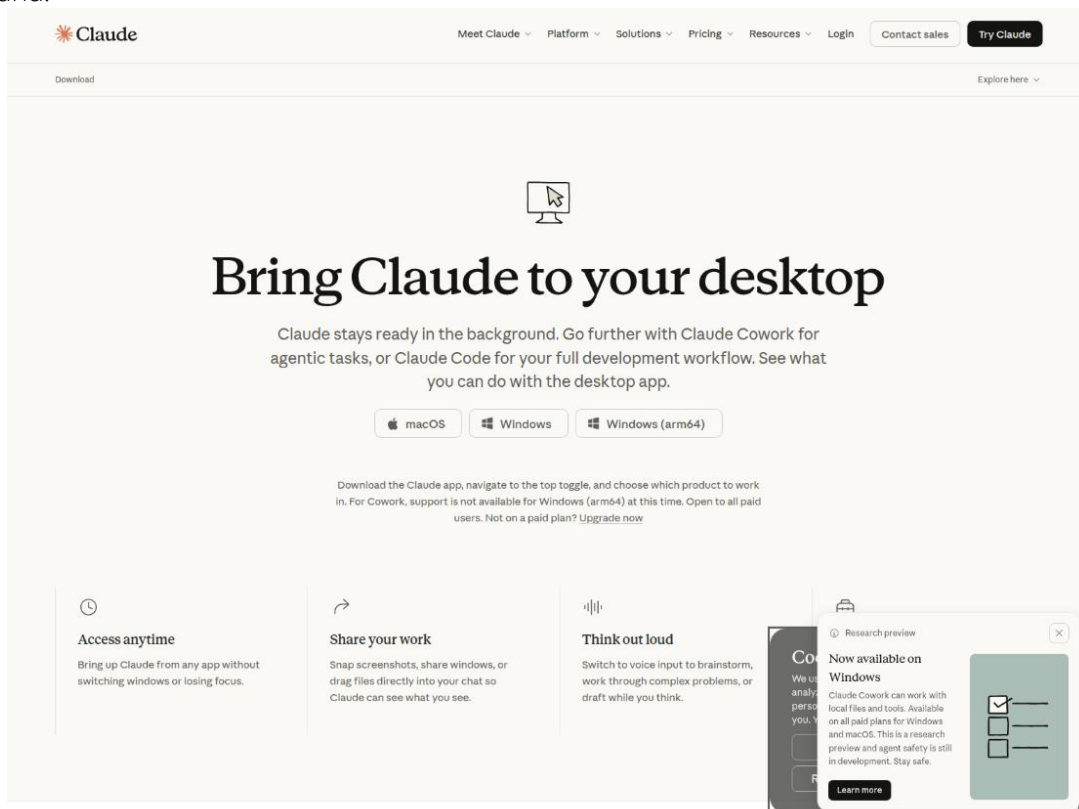 Claude
Meet Claude
Platform
Solutions
Pricing
Resources
Login
Contact sales
Try Claude
Download
Explore here
Bring Claude to your desktop
Claude stays ready in the background. Go further with Claude Cowork for
agentic tasks, or Claude Code for your full development workflow. See what
you can do with the desktop app.
macOS
Windows
Windows (arm64)
Download the Claude app, navigate to the top toggle, and choose which product to work
in. For Cowork, support is not available for Windows (arm64) at this time. Open to all paid
users. Not on a paid plan? Upgrade now
Access anytime
Bring up Claude from any app without
switching windows or losing focus.
Share your work
Snap screenshots, share windows, or
drag files directly into your chat so
Claude can see what you see.
Think out loud
Switch to voice input to brainstorm,
work through complex problems, or
draft while you think.
Research preview
Now available on
Windows
Claude Cowork can work with
local files and tools. Available
on all paid plans for Windows
and macOS. This is a research
preview and agent safety is still
in development. Stay safe.
Learn more